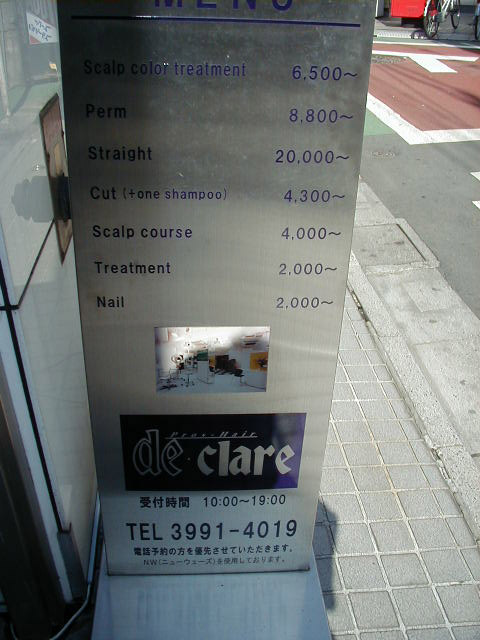 MENU
Scalp color treatment 6,500〜
Perm 8,800〜
Straight 20,000〜
Cut (+one shampoo) 4,300〜
Scalp course 4,000〜
Treatment 2,000〜
Nail 2,000〜
Pros・Hair
de・clare
受付時間 10:00〜19:00
TEL 3991-4019
電話予約の方を優先させていただきます。
NW(ニューウェーズ)を使用しております。